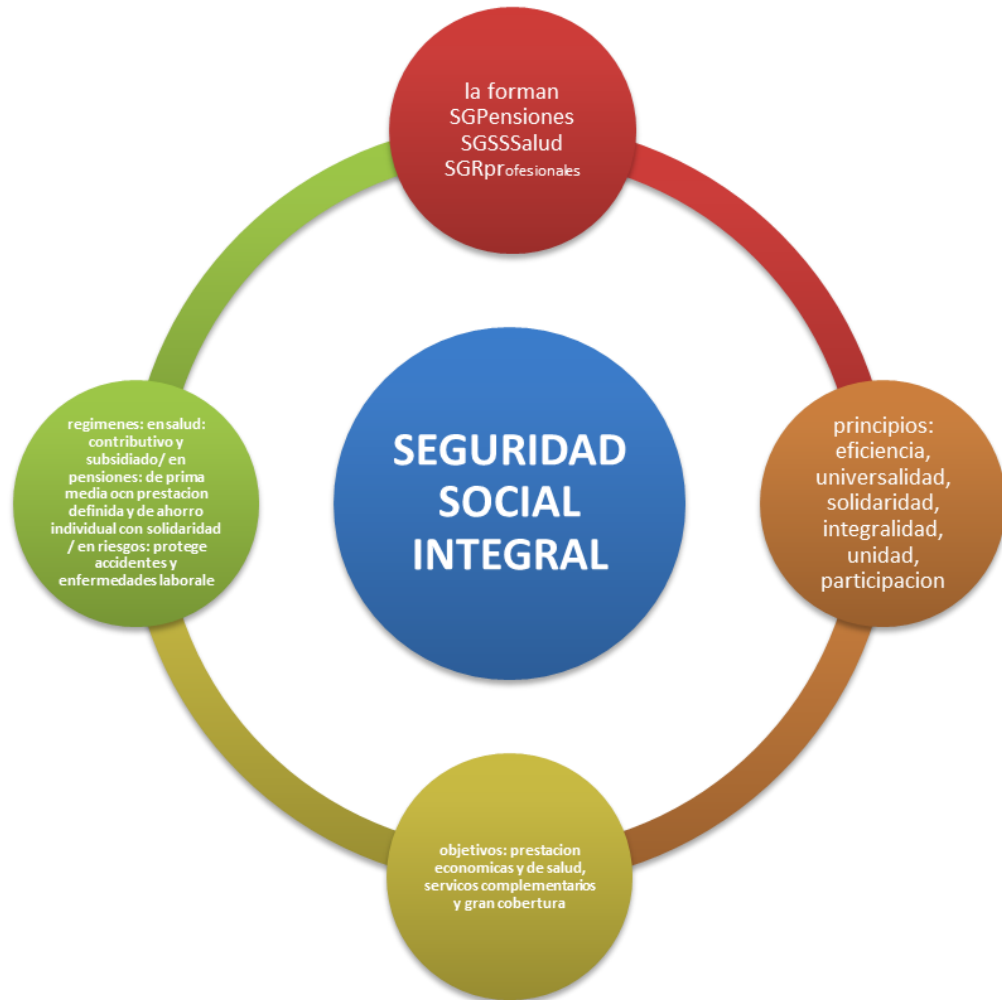 la forman
SGPensiones
SGSSSalud
SGRprofesionales
principios:
eficiencia,
universalidad,
solidaridad,
integralidad,
unidad,
participacion
objetivos: prestacion
economicas y de salud,
servicos complementarios
y gran cobertura
regimenes: en salud:
contributivo y
subsidiado/ en
pensiones: de prima
media ocn prestacion
definida y de ahorro
individual con solidaridad
/ en riesgos: protege
accidentes y
enfermedades laborale
SEGURIDAD
SOCIAL
INTEGRAL